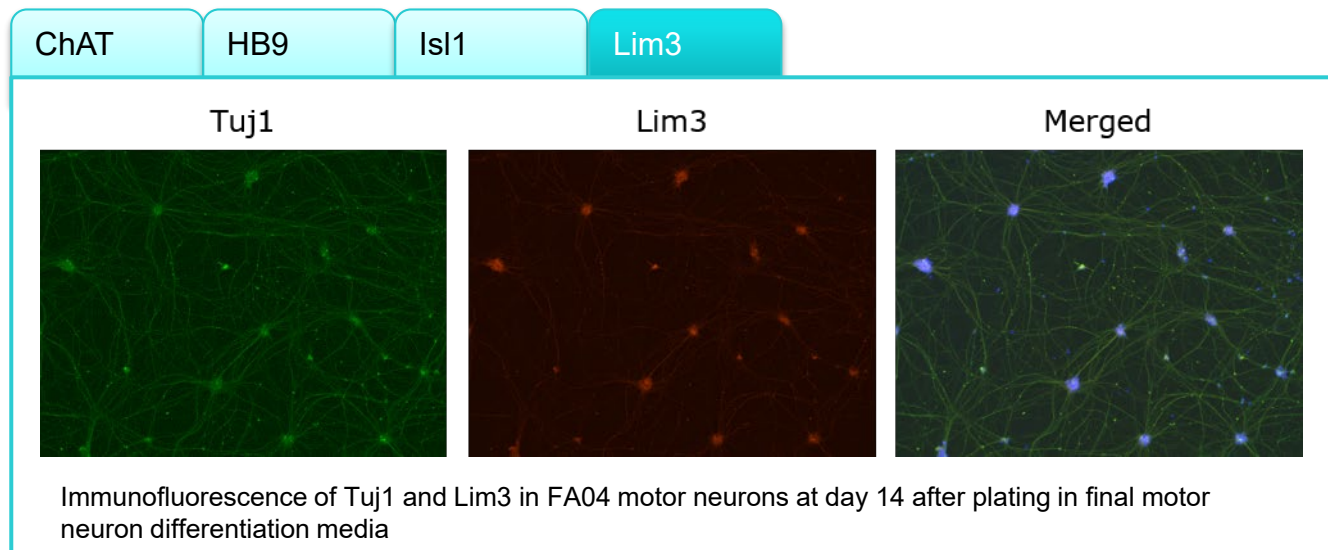 ChAT HB9 Isl1 Lim3
Tuj1 Lim3 Merged
Immunofluorescence of Tuj1 and Lim3 in FA04 motor neurons at day 14 after plating in final motor
neuron differentiation media